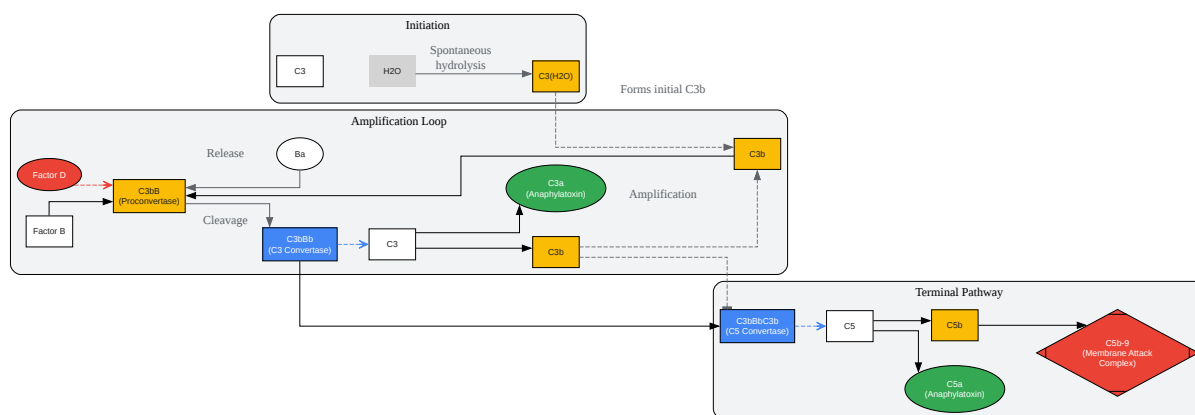 Initiation
C3
H2O
Spontaneous
hydrolysis
C3(H2O)
Forms initial C3b
Amplification Loop
Factor D
Release
Ba
C3b
C3bB
(Proconvertase)
C3a
(Anaphylatoxin)
Amplification
Factor B
Cleavage
C3bBb
(C3 Convertase)
C3
C3b
Terminal Pathway
C3bBbC3b
(C5 Convertase)
C5
C5b
C5b-9
(Membrane Attack
Complex)
C5a
(Anaphylatoxin)